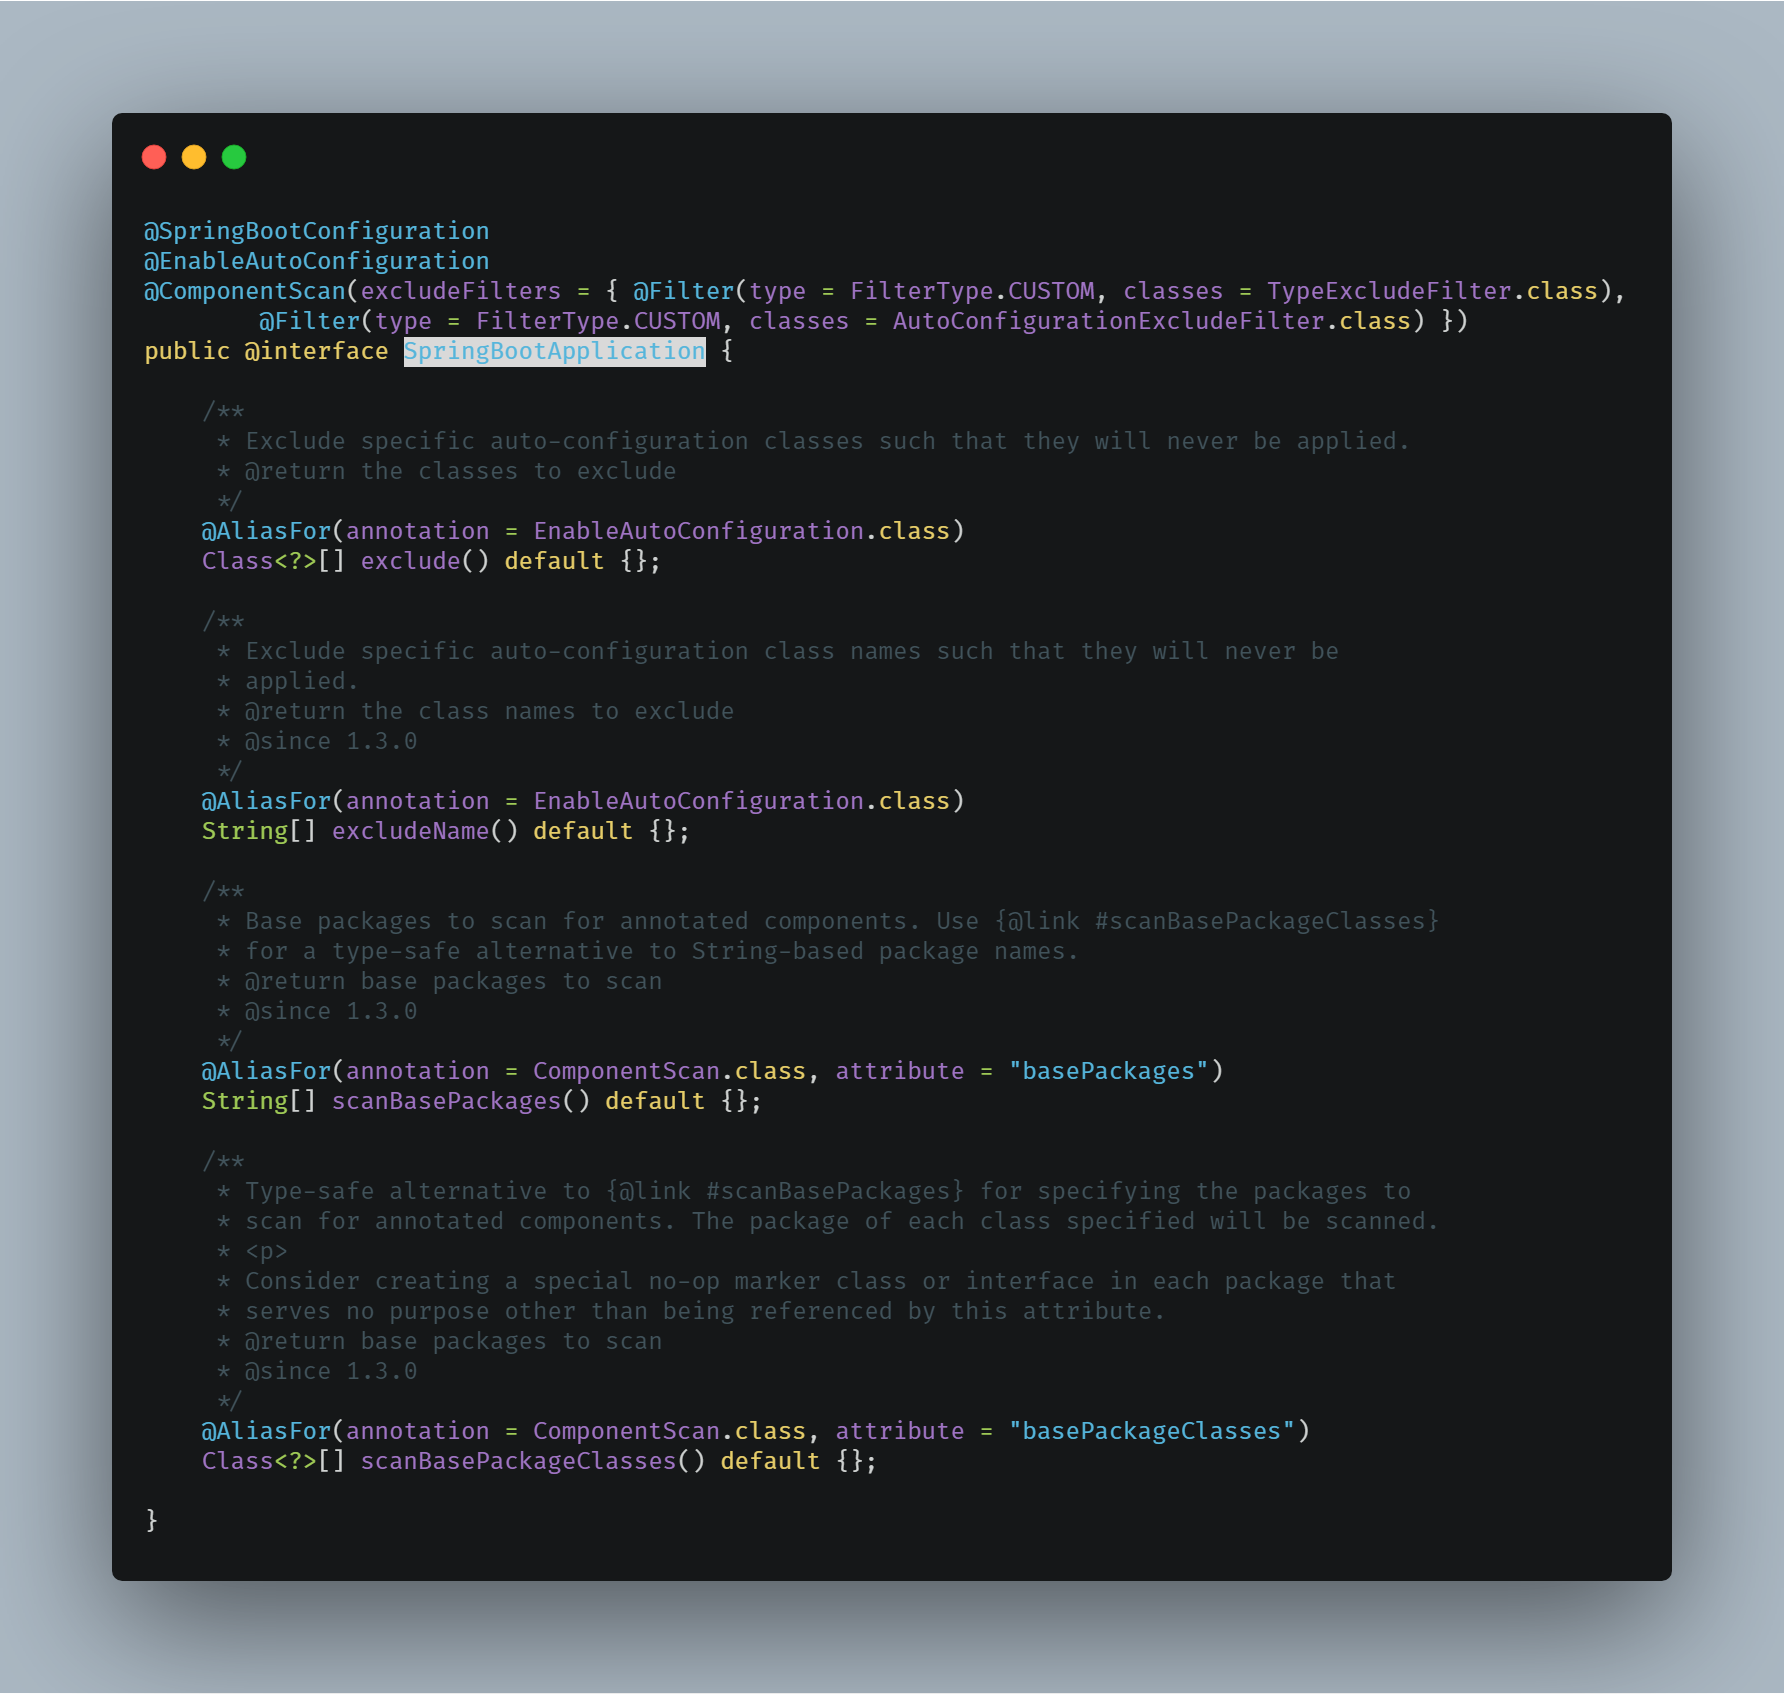 @SpringBootConfiguration
@EnableAutoConfiguration
@ComponentScan(excludeFilters = { @Filter(type = FilterType.CUSTOM, classes = TypeExcludeFilter.class),
        @Filter(type = FilterType.CUSTOM, classes = AutoConfigurationExcludeFilter.class) })
public @interface SpringBootApplication {

    /**
     * Exclude specific auto-configuration classes such that they will never be applied.
     * @return the classes to exclude
     */
    @AliasFor(annotation = EnableAutoConfiguration.class)
    Class<?>[] exclude() default {};

    /**
     * Exclude specific auto-configuration class names such that they will never be
     * applied.
     * @return the class names to exclude
     * @since 1.3.0
     */
    @AliasFor(annotation = EnableAutoConfiguration.class)
    String[] excludeName() default {};

    /**
     * Base packages to scan for annotated components. Use {@link #scanBasePackageClasses}
     * for a type-safe alternative to String-based package names.
     * @return base packages to scan
     * @since 1.3.0
     */
    @AliasFor(annotation = ComponentScan.class, attribute = "basePackages")
    String[] scanBasePackages() default {};

    /**
     * Type-safe alternative to {@link #scanBasePackages} for specifying the packages to
     * scan for annotated components. The package of each class specified will be scanned.
     * <p>
     * Consider creating a special no-op marker class or interface in each package that
     * serves no purpose other than being referenced by this attribute.
     * @return base packages to scan
     * @since 1.3.0
     */
    @AliasFor(annotation = ComponentScan.class, attribute = "basePackageClasses")
    Class<?>[] scanBasePackageClasses() default {};

}